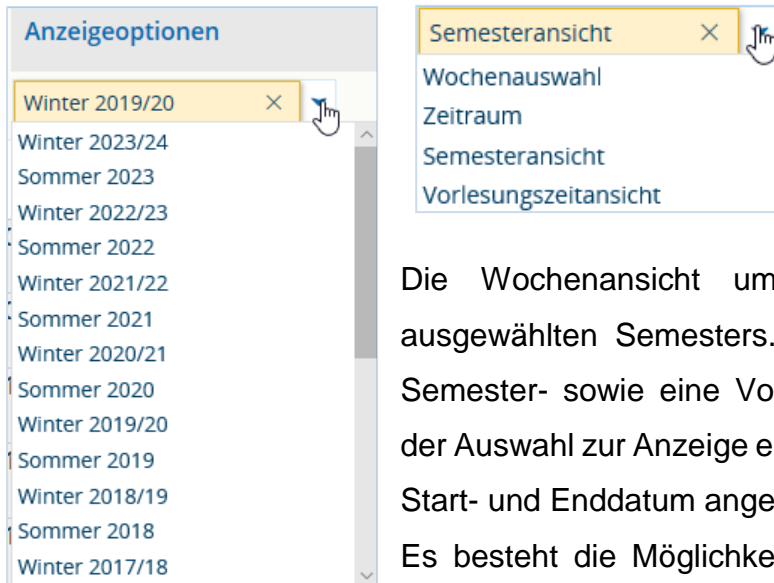 Anzeigeoptionen
Winter 2019/20
Winter 2023/24
Sommer 2023
Winter 2022/23
Sommer 2022
Winter 2021/22
Sommer 2021
Winter 2020/21
Sommer 2020
Winter 2019/20
Sommer 2019
Winter 2018/19
Sommer 2018
Winter 2017/18
Semesteransicht
Wochenauswahl
Zeitraum
Semesteransicht
Vorlesungszeitansicht
Die Wochenansicht um
ausgewählten Semesters.
Semester- sowie eine Vo
der Auswahl zur Anzeige e
Start- und Enddatum ange
Es besteht die Möglichke